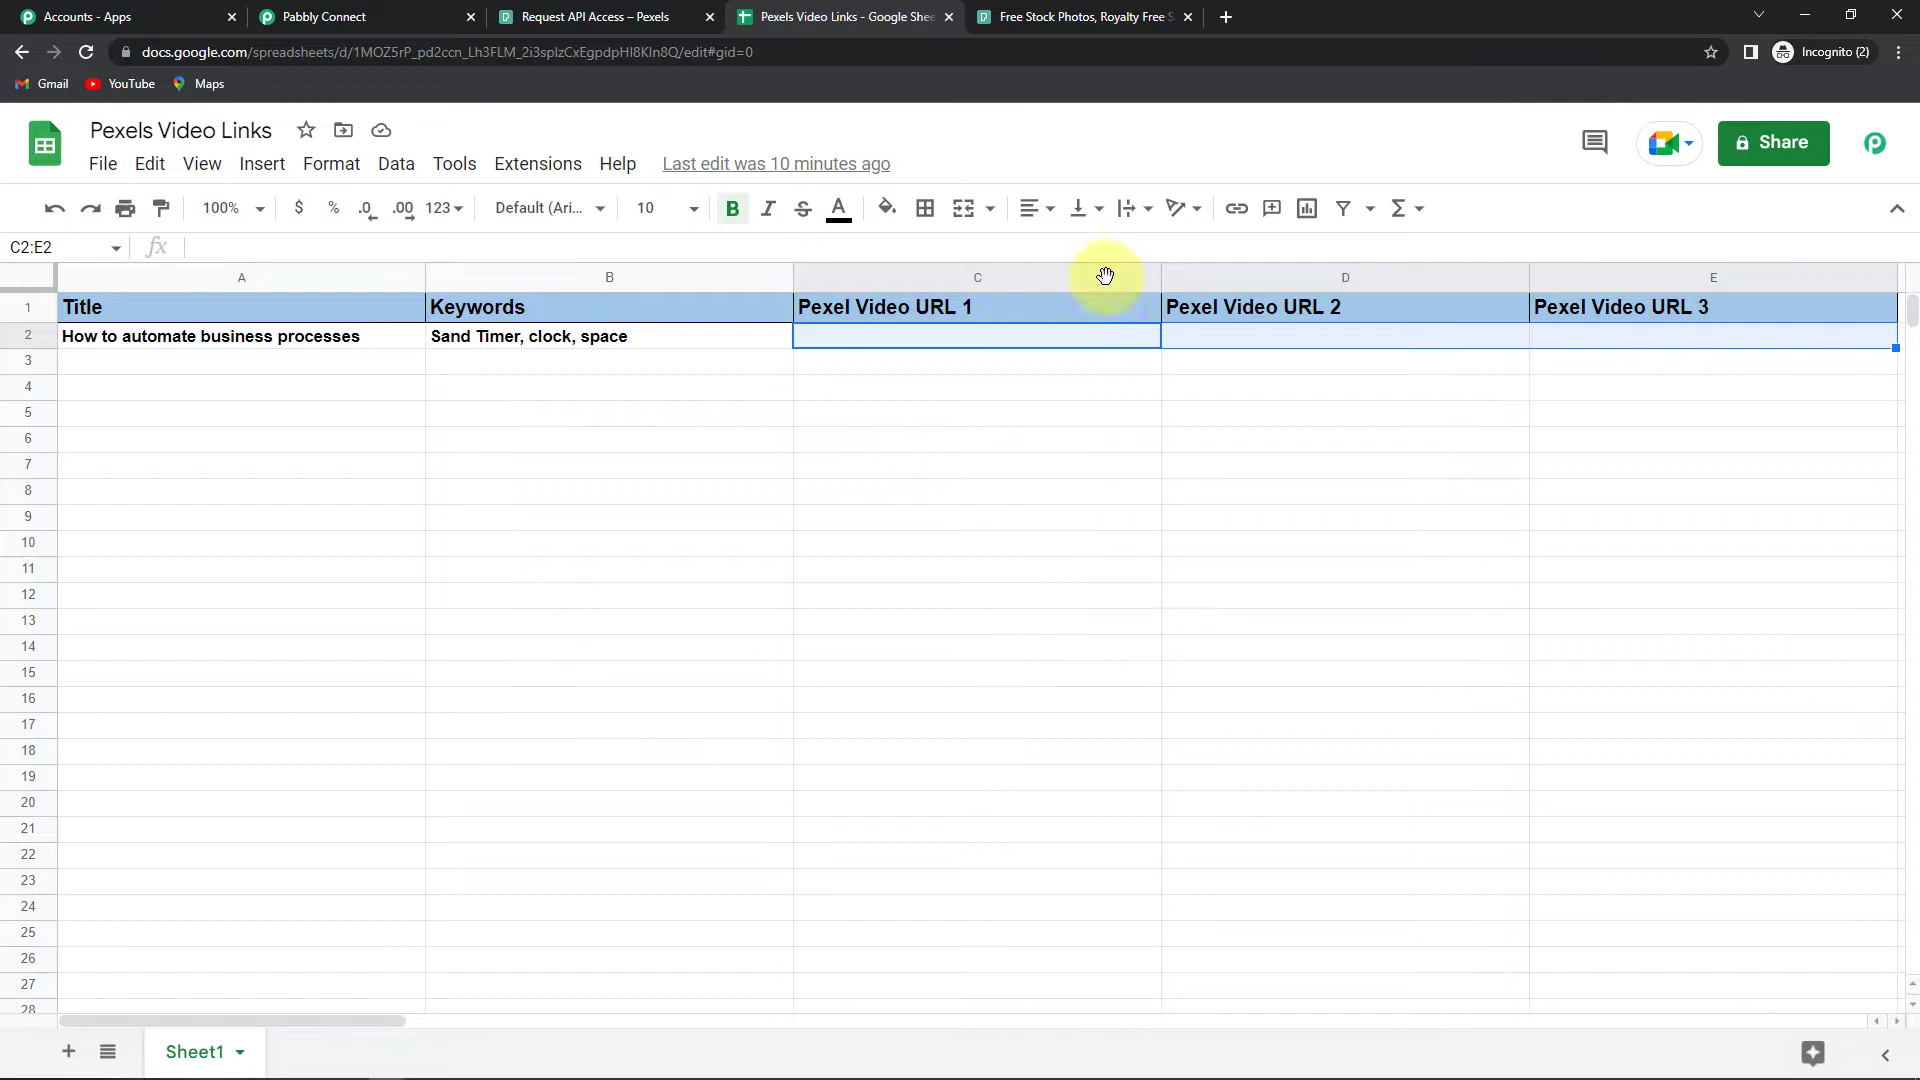 Accounts - Apps
Pabbly Connect
Request API Access – Pexels
Pexels Video Links - Google Shee
Free Stock Photos, Royalty Free S
docs.google.com/spreadsheets/d/1MOZ5rP_pd2ccn_Lh3FLM_2i3splzCxEgpdpHI8KIn8Q/edit#gid=0
Incognito (2)
Gmail
YouTube
Maps
Pexels Video Links
File Edit View Insert Format Data Tools Extensions Help Last edit was 10 minutes ago
Share
100% $ % .0 .00 123 Default (Ari... 10 B I S A Σ
C2:E2 fx
A B C D E
1 Title Keywords Pexel Video URL 1 Pexel Video URL 2 Pexel Video URL 3
2 How to automate business processes Sand Timer, clock, space
3
4
5
6
7
8
9
10
11
12
13
14
15
16
17
18
19
20
21
22
23
24
25
26
27
28
Sheet1